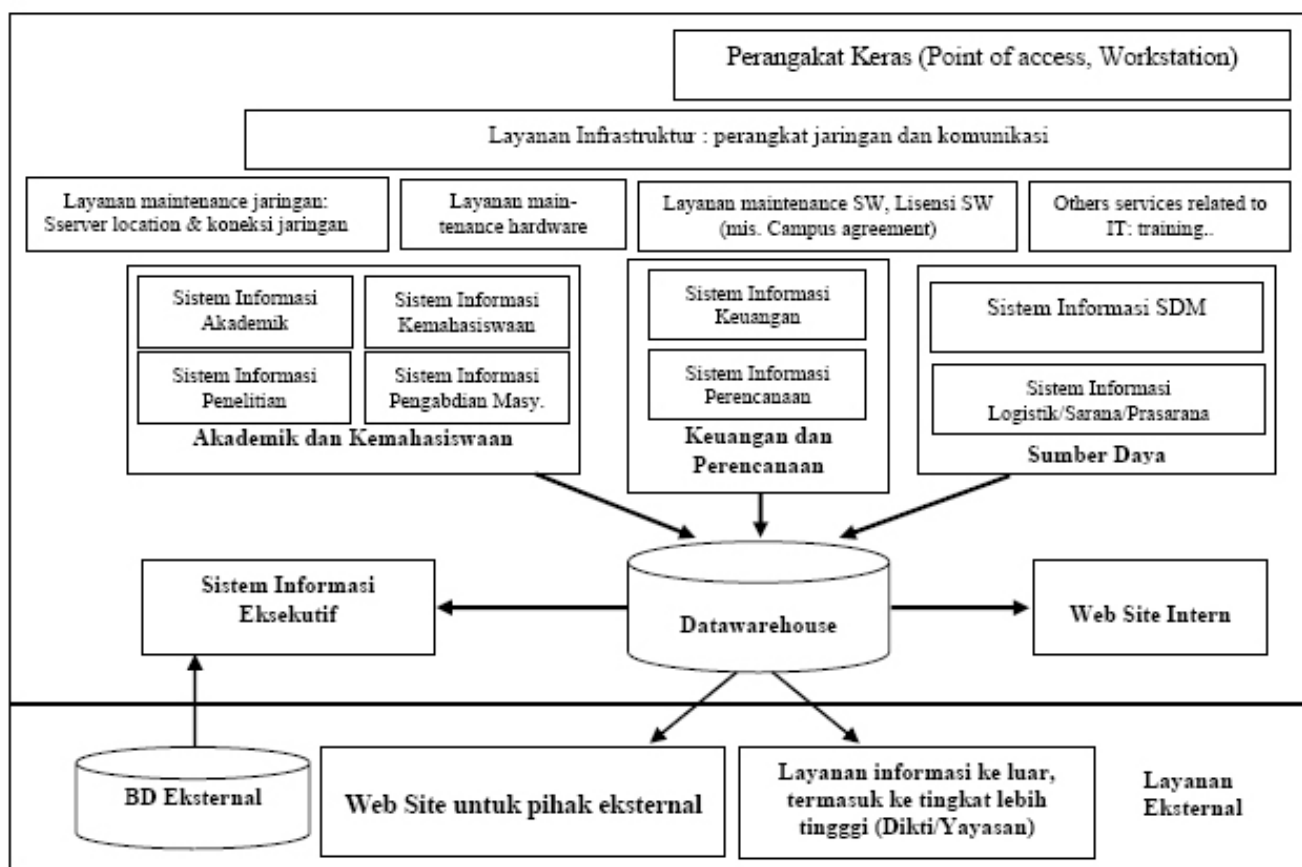 Perangakat Keras (Point of access, Workstation)
Layanan Infrastruktur : perangkat jaringan dan komunikasi
Layanan maintenance jaringan:
Sserver location & koneksi jaringan
Layanan main-
tenance hardware
Layanan maintenance SW, Lisensi SW
(mis. Campus agreement)
Others services related to
IT: training..
Sistem Informasi
Akademik
Sistem Informasi
Kemahasiswaan
Sistem Informasi
Penelitian
Sistem Informasi
Pengabdian Masy.
Akademik dan Kemahasiswaan
Sistem Informasi
Keuangan
Sistem Informasi
Perencanaan
Keuangan dan
Perencanaan
Sistem Informasi SDM
Sistem Informasi
Logistik/Sarana/Prasarana
Sumber Daya
Sistem Informasi
Eksekutif
Datawarehouse
Web Site Intern
BD Eksternal
Web Site untuk pihak eksternal
Layanan informasi ke luar,
termasuk ke tingkat lebih
tingggi (Dikti/Yayasan)
Layanan
Eksternal